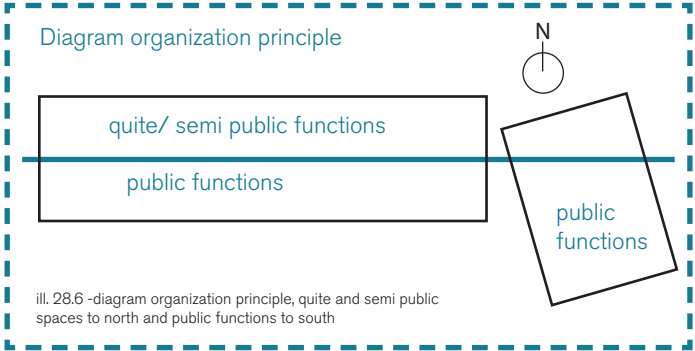 Diagram organization principle
N
quite/ semi public functions
public functions
public
functions
ill. 28.6 -diagram organization principle, quite and semi public
spaces to north and public functions to south